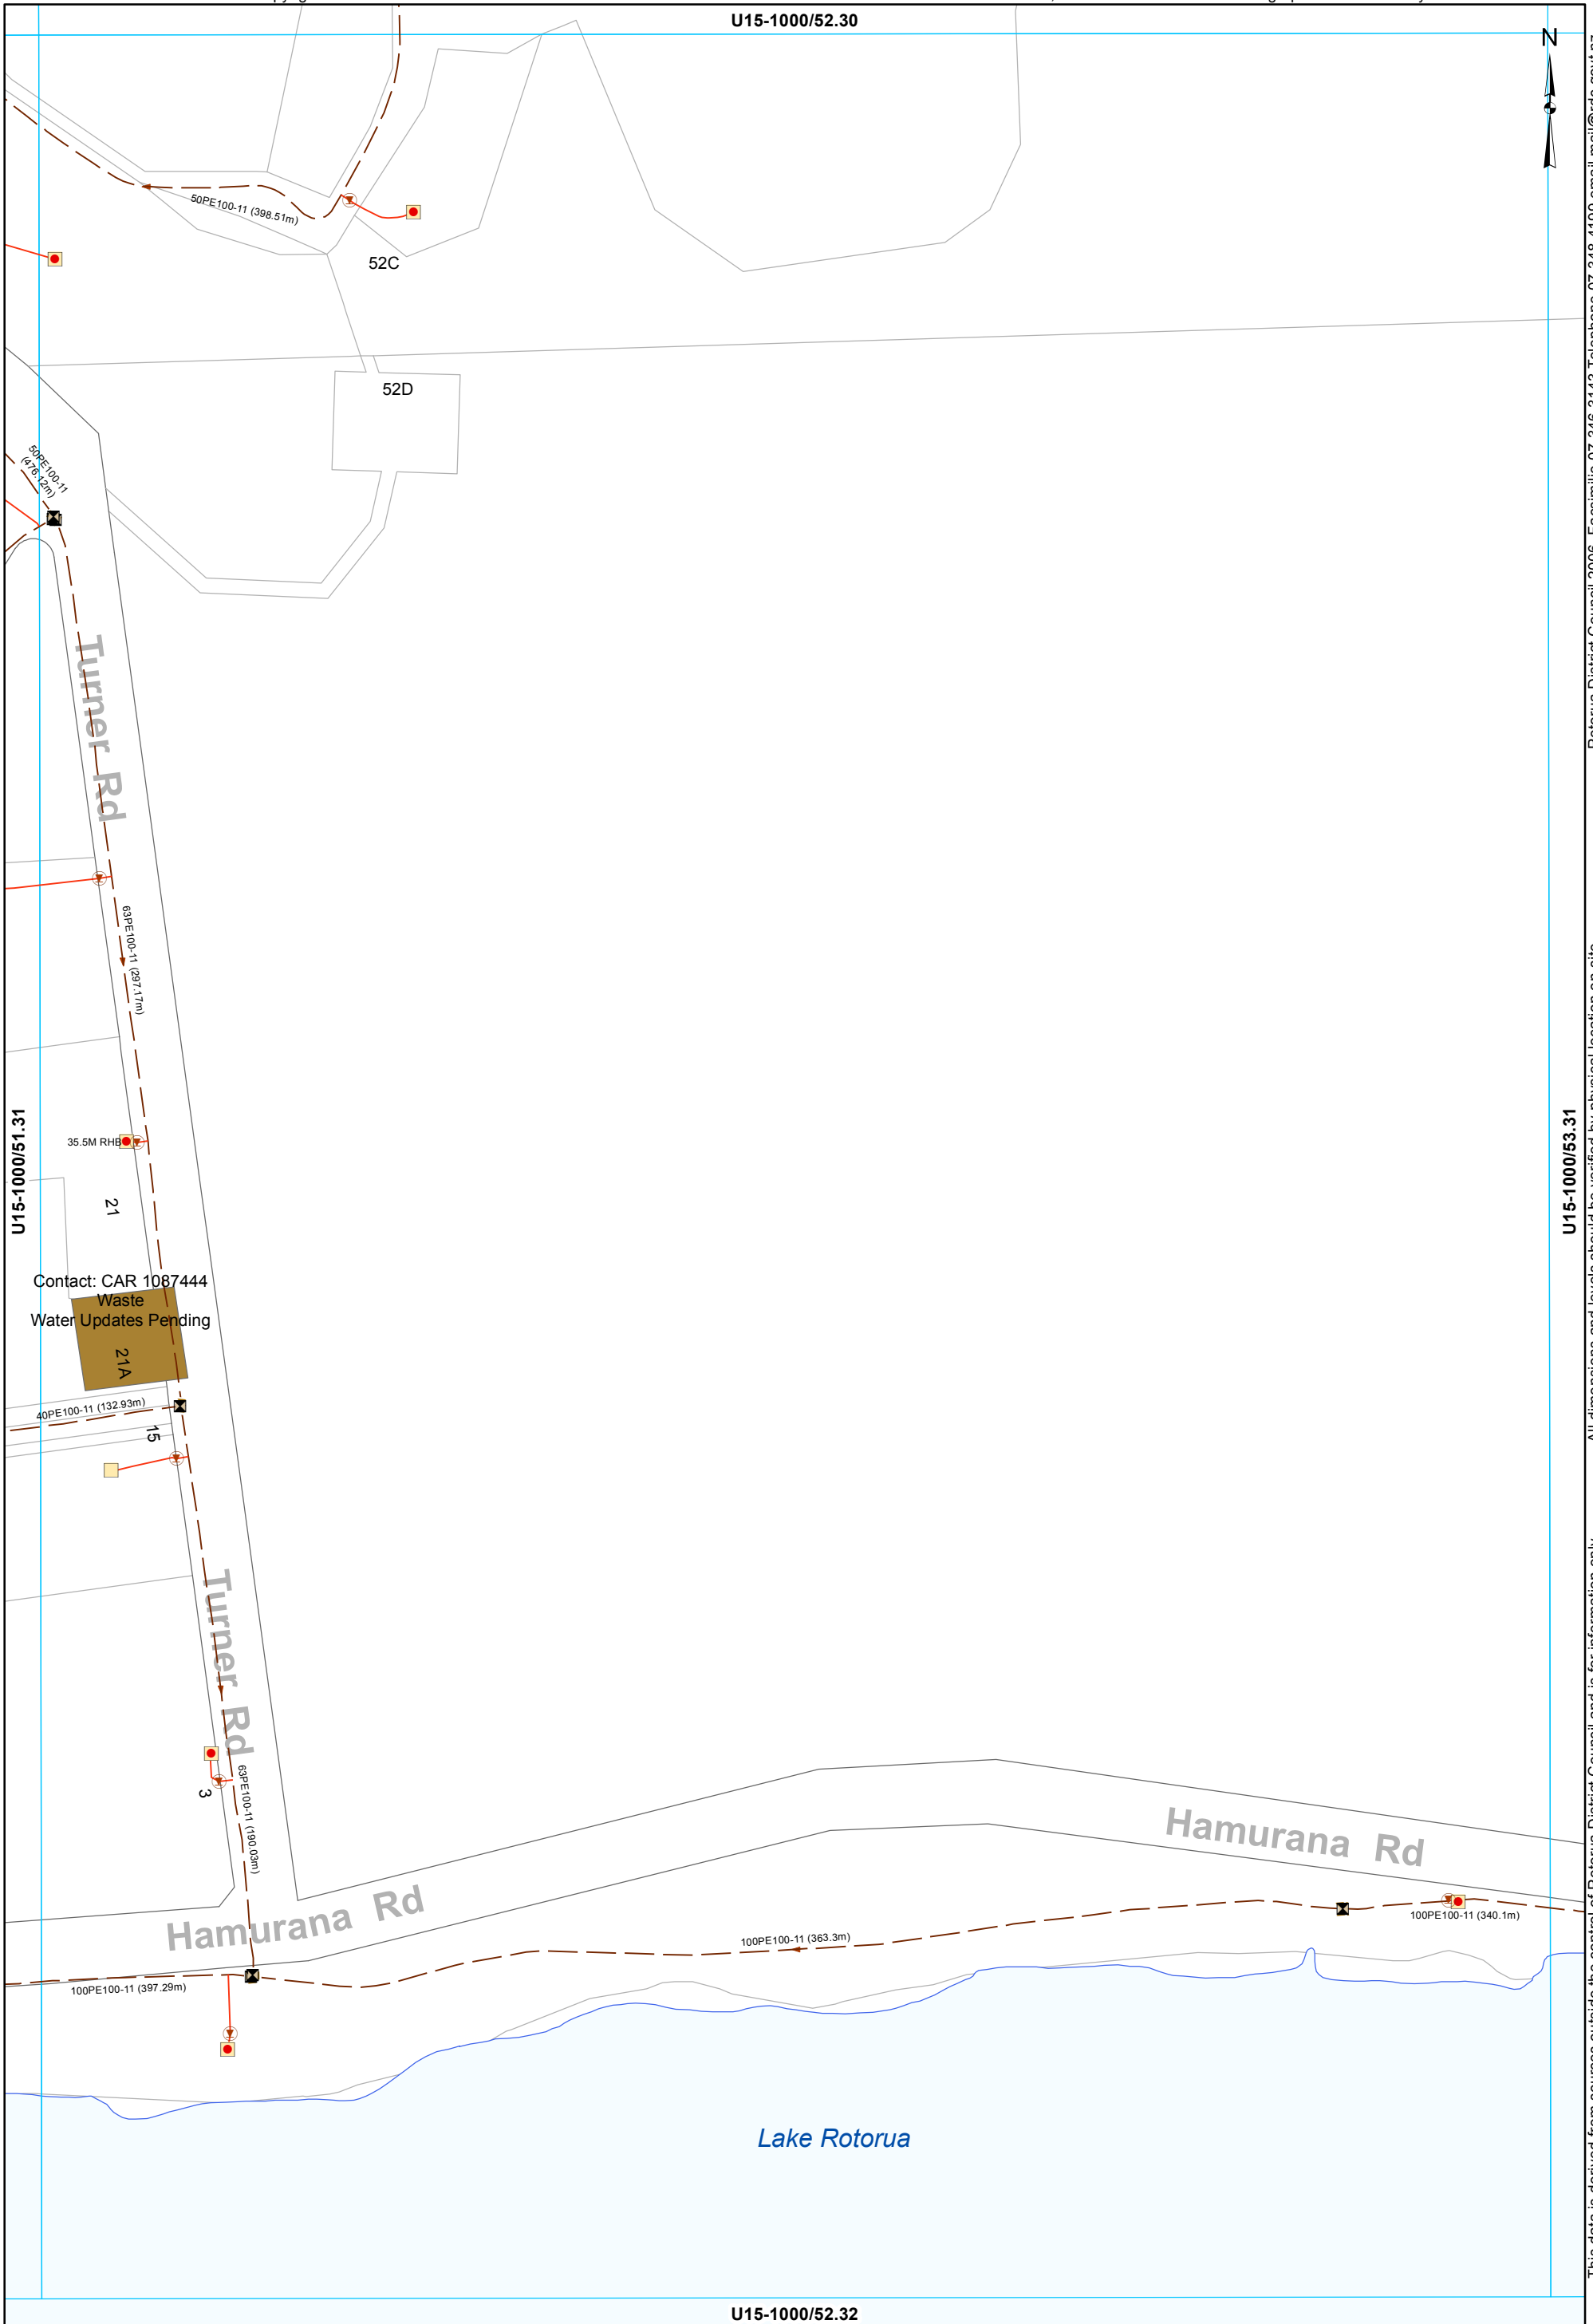 U15-1000/52.30
N
50PE100-11 (398.51m)
52C
52D
50PE100-11
(476.12m)
Turner Rd
63PE100-11 (297.17m)
U15-1000/51.31
U15-1000/53.31
35.5M RHB
21
Contact: CAR 1087444
Waste
Water Updates Pending
21A
40PE100-11 (132.93m)
15
Turner Rd
3
63PE100-11 (190.03m)
Hamurana Rd
Hamurana Rd
100PE100-11 (340.1m)
100PE100-11 (363.3m)
100PE100-11 (397.29m)
Lake Rotorua
U15-1000/52.32